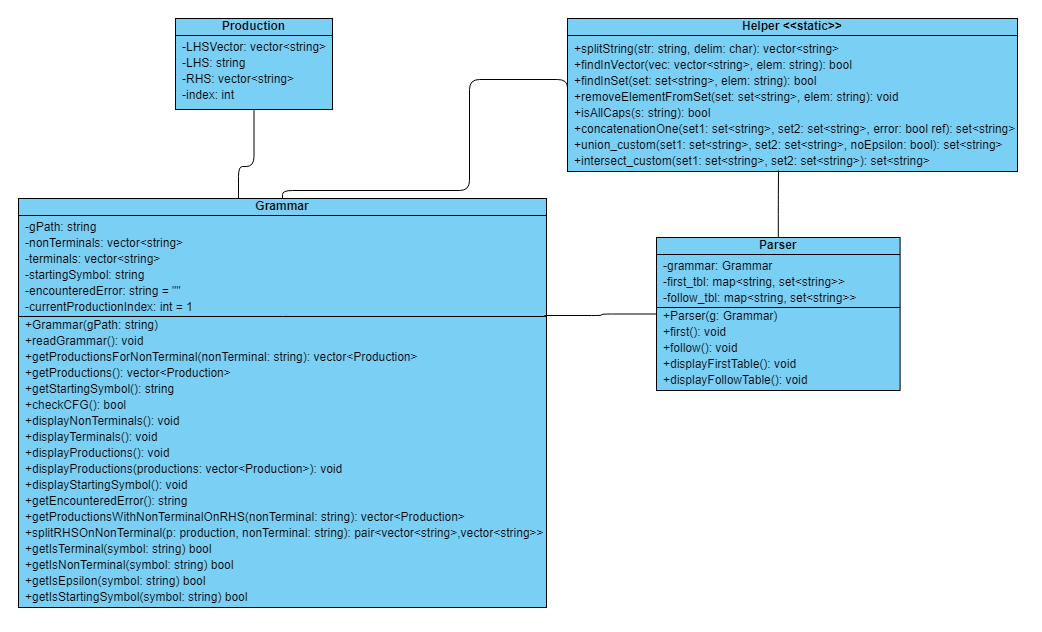 Production
-LHSVector: vector<string>
-LHS: string
-RHS: vector<string>
-index: int
Helper <<static>>
+splitString(str: string, delim: char): vector<string>
+findInVector(vec: vector<string>, elem: string): bool
+findInSet(set: set<string>, elem: string): bool
+removeElementFromSet(set: set<string>, elem: string): void
+isAllCaps(s: string): bool
+concatenationOne(set1: set<string>, set2: set<string>, error: bool ref): set<string>
+union_custom(set1: set<string>, set2: set<string>, noEpsilon: bool): set<string>
+intersect_custom(set1: set<string>, set2: set<string>): set<string>
Grammar
-gPath: string
-nonTerminals: vector<string>
-terminals: vector<string>
-startingSymbol: string
-encounteredError: string = ""
-currentProductionIndex: int = 1
+Grammar(gPath: string)
+readGrammar(): void
+getProductionsForNonTerminal(nonTerminal: string): vector<Production>
+getProductions(): vector<Production>
+getStartingSymbol(): string
+checkCFG(): bool
+displayNonTerminals(): void
+displayTerminals(): void
+displayProductions(): void
+displayProductions(productions: vector<Production>): void
+displayStartingSymbol(): void
+getEncounteredError(): string
+getProductionsWithNonTerminalOnRHS(nonTerminal: string): vector<Production>
+splitRHSOnNonTerminal(p: production, nonTerminal: string): pair<vector<string>,vector<string>>
+getIsTerminal(symbol: string) bool
+getIsNonTerminal(symbol: string) bool
+getIsEpsilon(symbol: string) bool
+getIsStartingSymbol(symbol: string) bool
Parser
-grammar: Grammar
-first_tbl: map<string, set<string>>
-follow_tbl: map<string, set<string>>
+Parser(g: Grammar)
+first(): void
+follow(): void
+displayFirstTable(): void
+displayFollowTable(): void